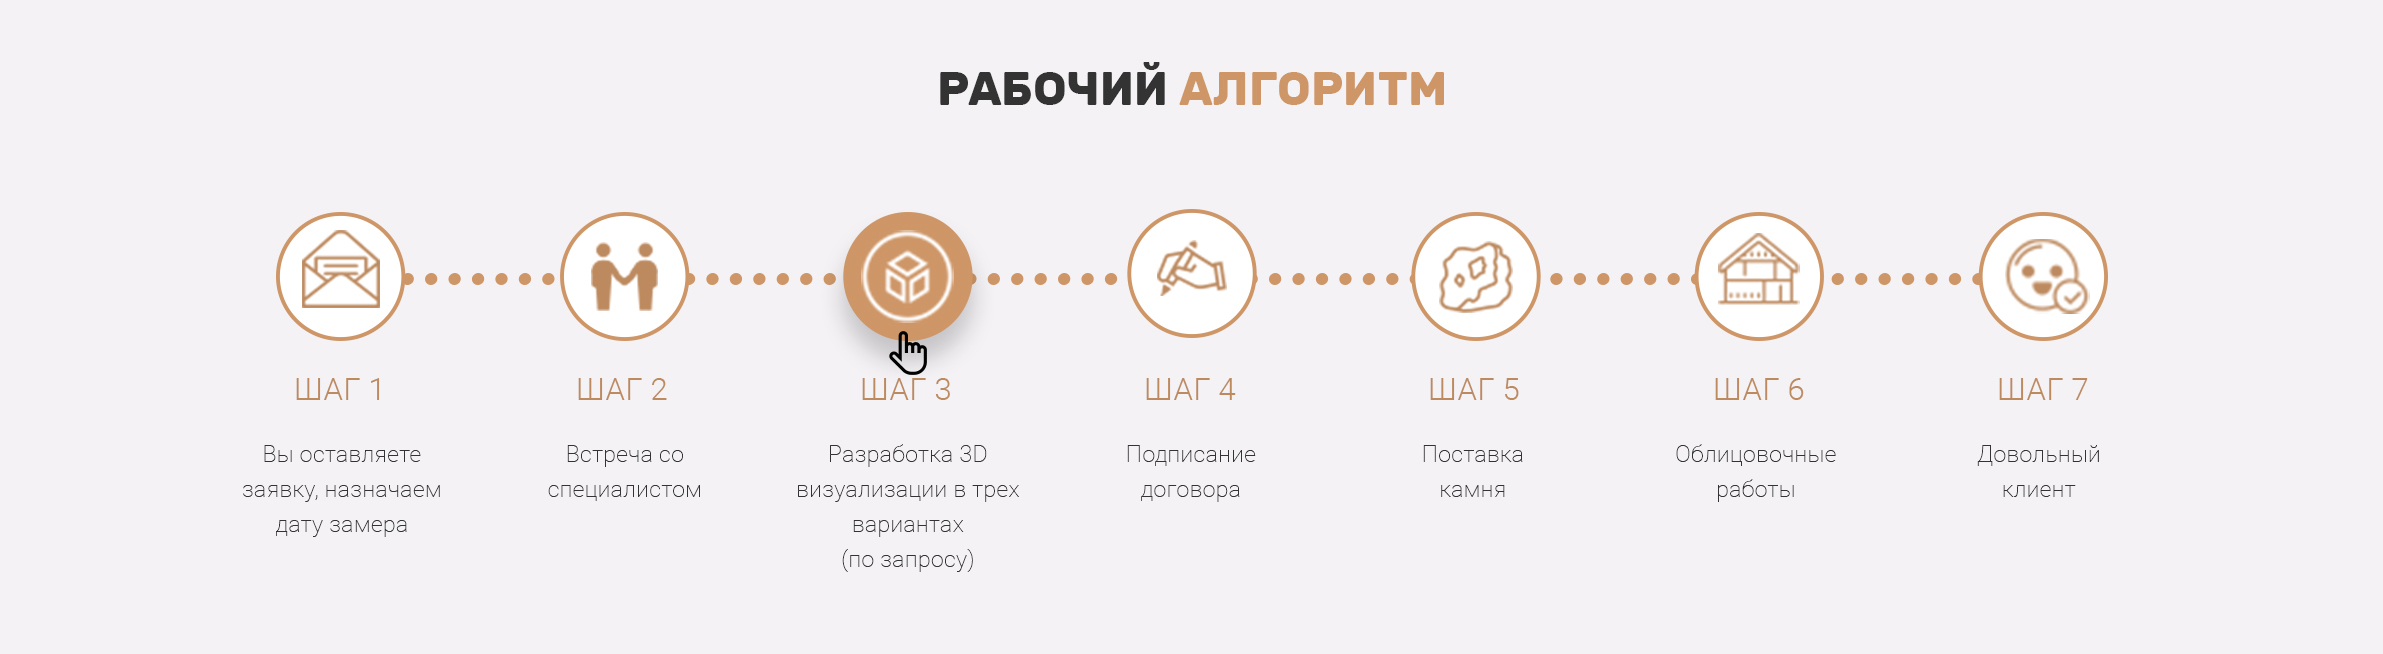 РАБОЧИЙ АЛГОРИТМ
ШАГ 1
Вы оставляете
заявку, назначаем
дату замера
ШАГ 2
Встреча со
специалистом
ШАГ 3
Разработка 3D
визуализации в трех
вариантах
(по запросу)
ШАГ 4
Подписание
договора
ШАГ 5
Поставка
камня
ШАГ 6
Облицовочные
работы
ШАГ 7
Довольный
клиент